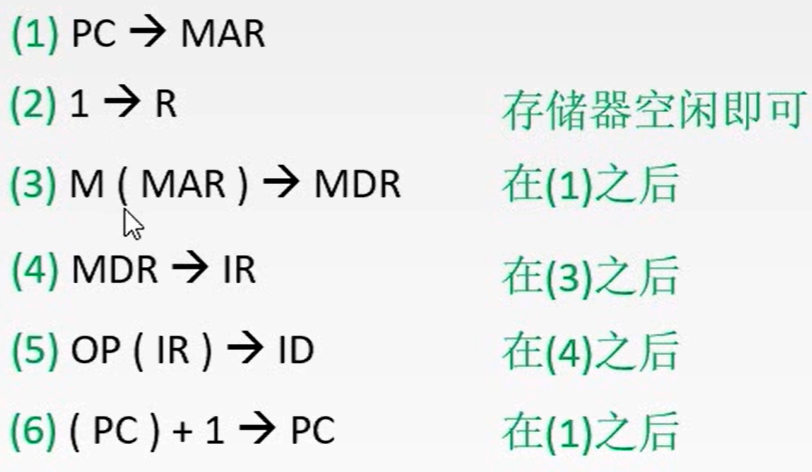 (1) PC → MAR
(2) 1 → R 存储器空闲即可
(3) M ( MAR ) → MDR 在(1)之后
(4) MDR → IR 在(3)之后
(5) OP ( IR ) → ID 在(4)之后
(6) ( PC ) + 1 → PC 在(1)之后